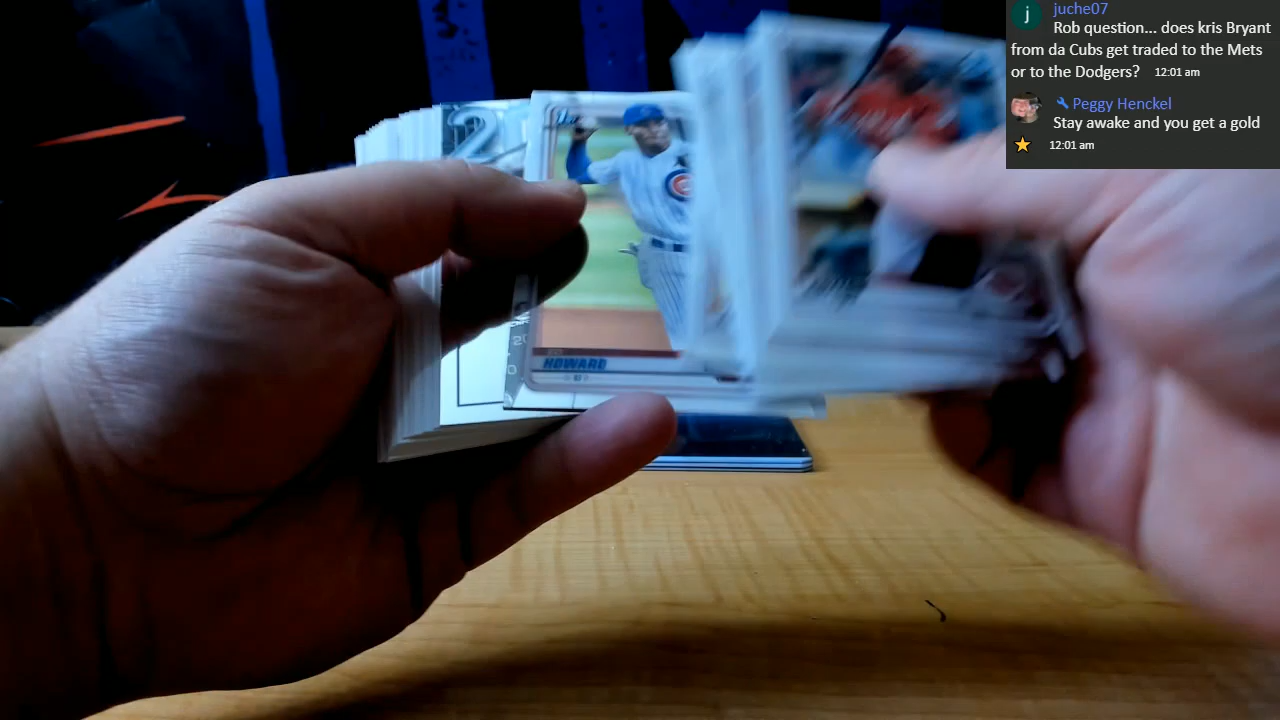 juche07
Rob question... does kris Bryant
from da Cubs get traded to the Mets
or to the Dodgers? 12:01 am
Peggy Henckel
Stay awake and you get a gold
12:01 am
j
2
HOWARD